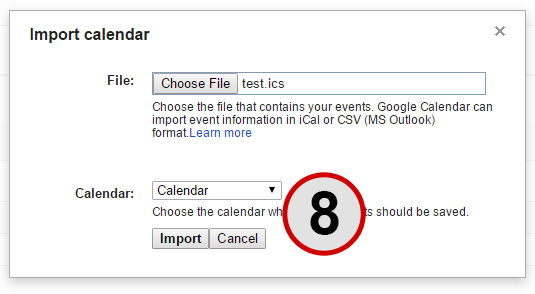 Import calendar
×
File:
Choose File test.ics
Choose the file that contains your events. Google Calendar can
import event information in iCal or CSV (MS Outlook)
format.Learn more
Calendar:
Calendar
Choose the calendar should be saved.
8
Import Cancel